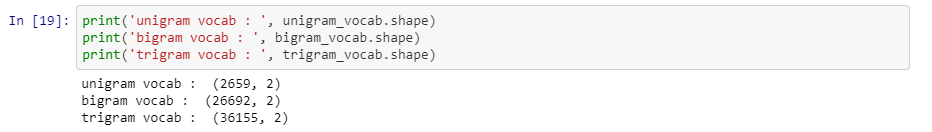 In [19]: print('unigram vocab : ', unigram_vocab.shape)
print('bigram vocab : ', bigram_vocab.shape)
print('trigram vocab : ', trigram_vocab.shape)
unigram vocab :  (2659, 2)
bigram vocab :  (26692, 2)
trigram vocab :  (36155, 2)